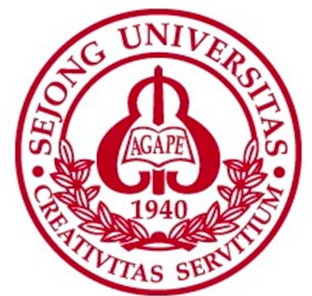 SEJONG UNIVERSITAS
AGAPE
1940
CREATIVITAS SERVITIUM